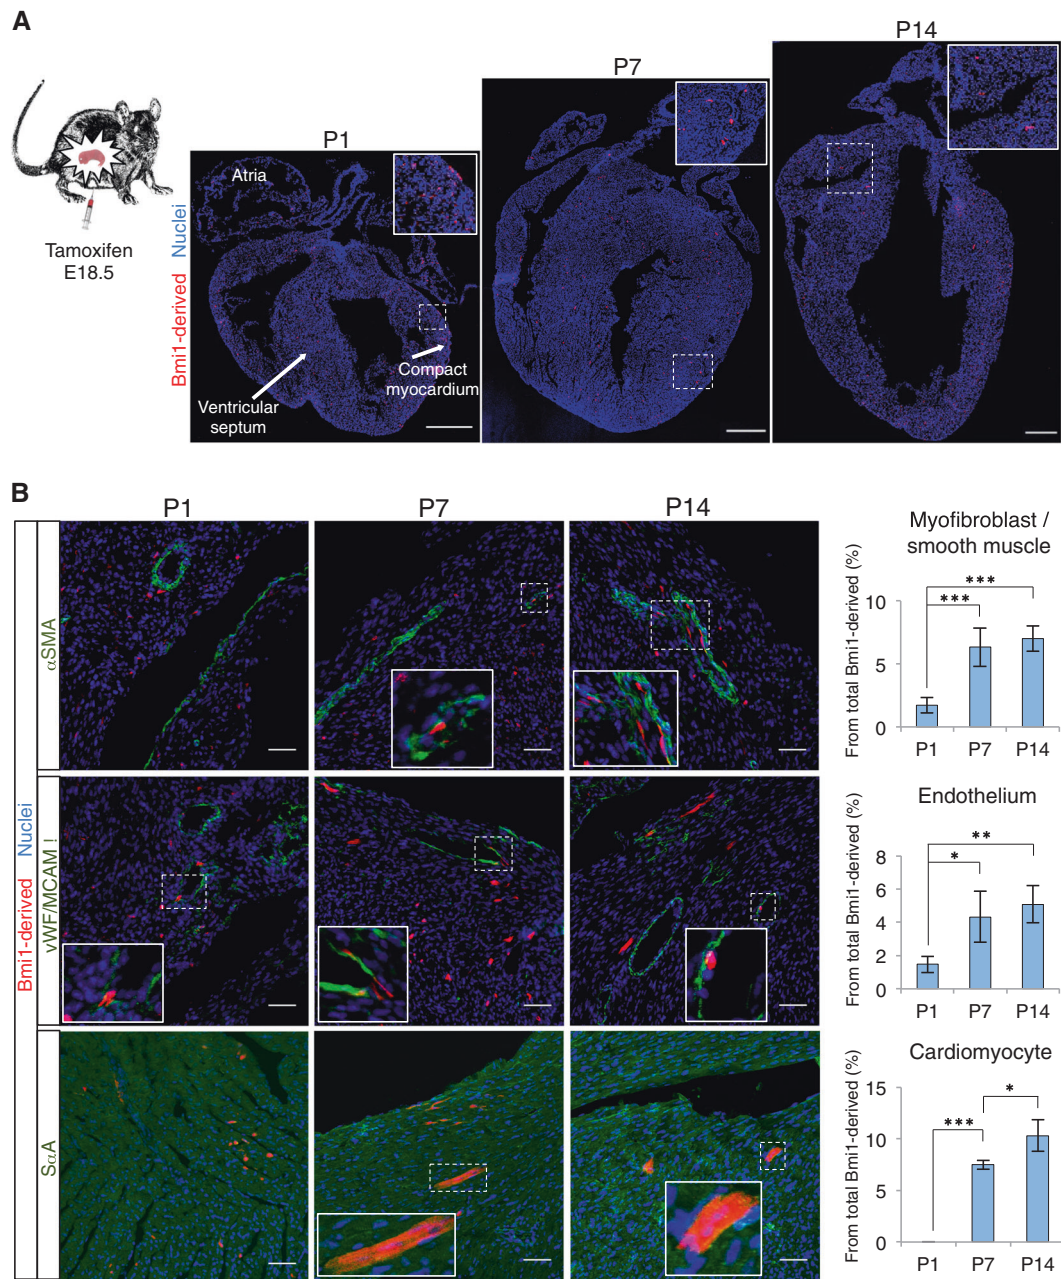 A
P1
P7
P14
Tamoxifen
E18.5
Bmi1-derived Nuclei
Atria
Ventricular
septum
Compact
myocardium
B
P1
P7
P14
Bmi1-derived Nuclei
αSMA
vWF/MCAM !
SαA
Myofibroblast /
smooth muscle
From total Bmi1-derived (%)
***
***
10
5
0
P1 P7 P14
Endothelium
From total Bmi1-derived (%)
**
*
8
6
4
2
0
P1 P7 P14
Cardiomyocyte
From total Bmi1-derived (%)
*
***
15
10
5
0
P1 P7 P14